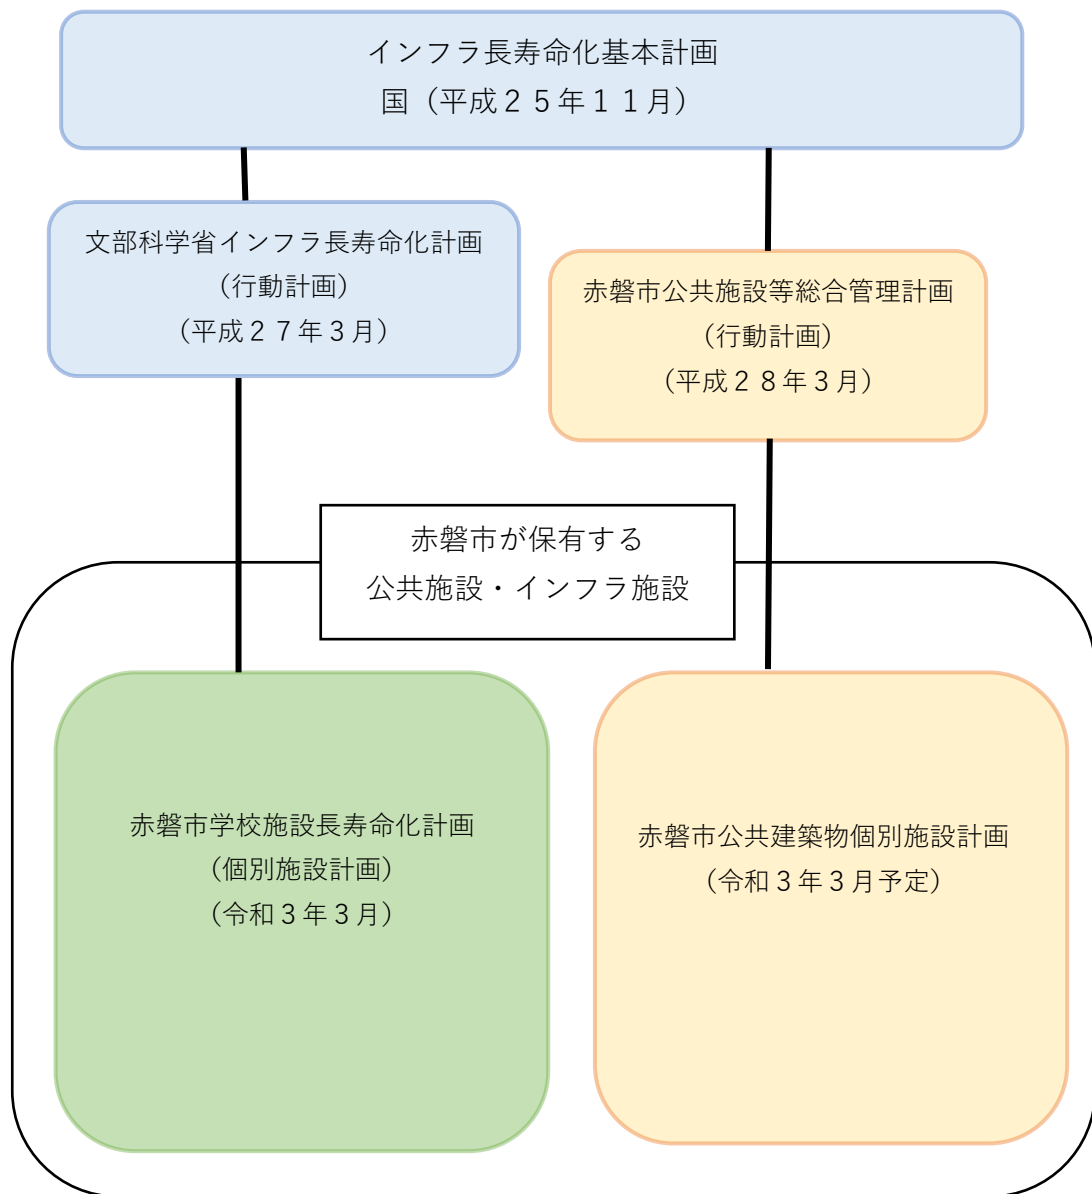 インフラ長寿命化基本計画
国（平成２５年１１月）
文部科学省インフラ長寿命化計画
（行動計画）
（平成２７年３月）
赤磐市公共施設等総合管理計画
（行動計画）
（平成２８年３月）
赤磐市が保有する
公共施設・インフラ施設
赤磐市学校施設長寿命化計画
（個別施設計画）
（令和３年３月）
赤磐市公共建築物個別施設計画
（令和３年３月予定）